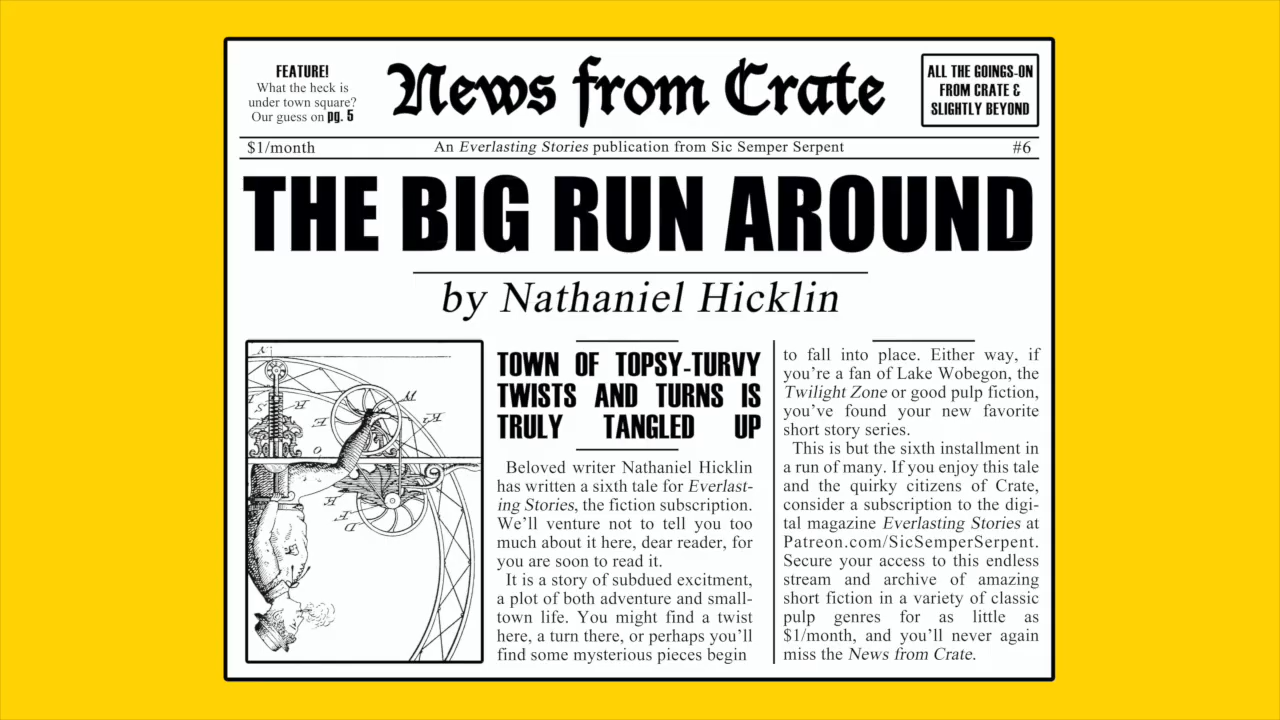 FEATURE!
What the heck is
under town square?
Our guess on pg. 5
News from Crate
ALL THE GOINGS-ON
FROM CRATE &
SLIGHTLY BEYOND
$1/month
An Everlasting Stories publication from Sic Semper Serpent
#6
THE BIG RUN AROUND
by Nathaniel Hicklin
TOWN OF TOPSY-TURVY
TWISTS AND TURNS IS
TRULY TANGLED UP
Beloved writer Nathaniel Hicklin
has written a sixth tale for Everlast-
ing Stories, the fiction subscription.
We'll venture not to tell you too
much about it here, dear reader, for
you are soon to read it.
It is a story of subdued excitment,
a plot of both adventure and small-
town life. You might find a twist
here, a turn there, or perhaps you'll
find some mysterious pieces begin
to fall into place. Either way, if
you're a fan of Lake Wobegon, the
Twilight Zone or good pulp fiction,
you've found your new favorite
short story series.
This is but the sixth installment in
a run of many. If you enjoy this tale
and the quirky citizens of Crate,
consider a subscription to the digi-
tal magazine Everlasting Stories at
Patreon.com/SicSemperSerpent.
Secure your access to this endless
stream and archive of amazing
short fiction in a variety of classic
pulp genres for as little as
$1/month, and you'll never again
miss the News from Crate.